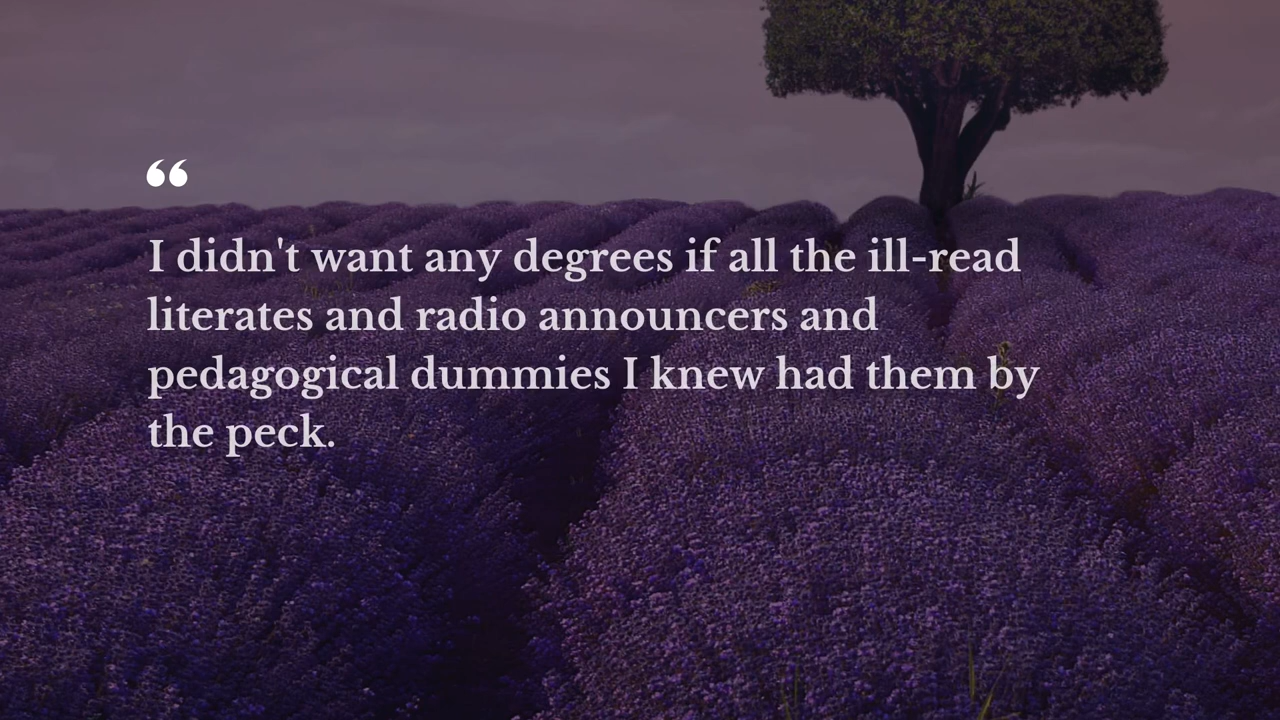 “
I didn't want any degrees if all the ill-read
literates and radio announcers and
pedagogical dummies I knew had them by
the peck.